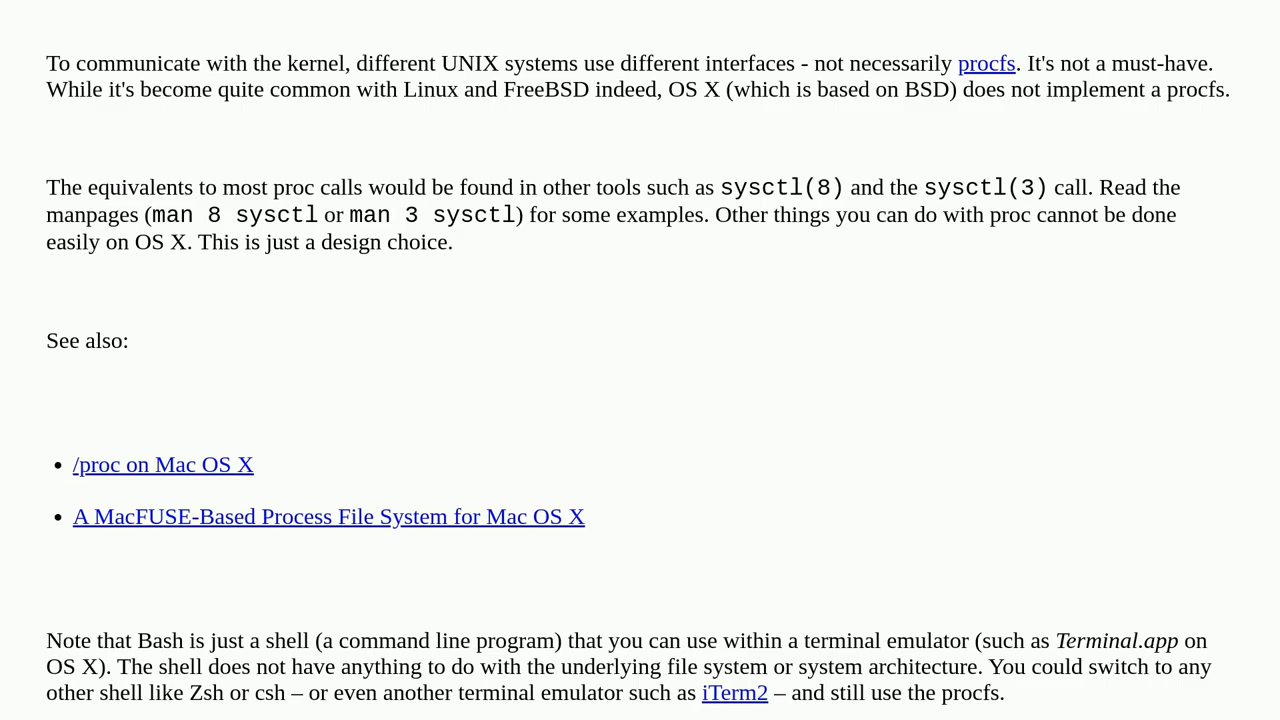 To communicate with the kernel, different UNIX systems use different interfaces - not necessarily procfs. It's not a must-have.
While it's become quite common with Linux and FreeBSD indeed, OS X (which is based on BSD) does not implement a procfs.
The equivalents to most proc calls would be found in other tools such as sysctl(8) and the sysctl(3) call. Read the
manpages (man 8 sysctl or man 3 sysctl) for some examples. Other things you can do with proc cannot be done
easily on OS X. This is just a design choice.
See also:
• /proc on Mac OS X
• A MacFUSE-Based Process File System for Mac OS X
Note that Bash is just a shell (a command line program) that you can use within a terminal emulator (such as Terminal.app on
OS X). The shell does not have anything to do with the underlying file system or system architecture. You could switch to any
other shell like Zsh or csh – or even another terminal emulator such as iTerm2 – and still use the procfs.